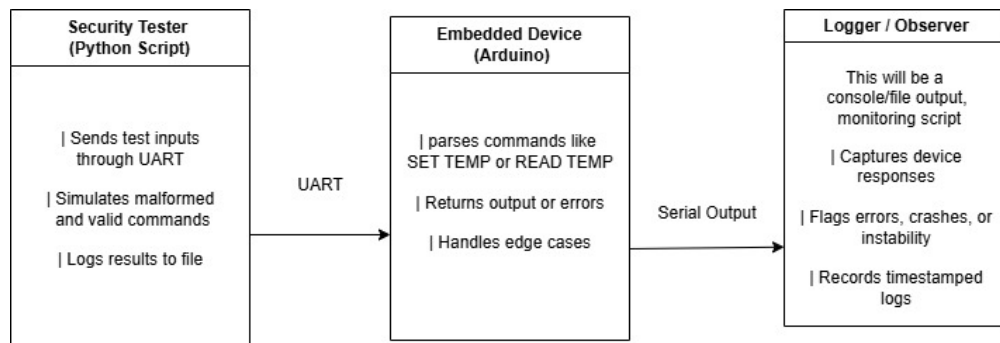 Security Tester
(Python Script)
| Sends test inputs
through UART
| Simulates malformed
and valid commands
| Logs results to file
UART
Embedded Device
(Arduino)
| parses commands like
SET TEMP or READ TEMP
| Returns output or errors
| Handles edge cases
Serial Output
Logger / Observer
This will be a
console/file output,
monitoring script
| Captures device
responses
| Flags errors, crashes, or
instability
| Records timestamped
logs